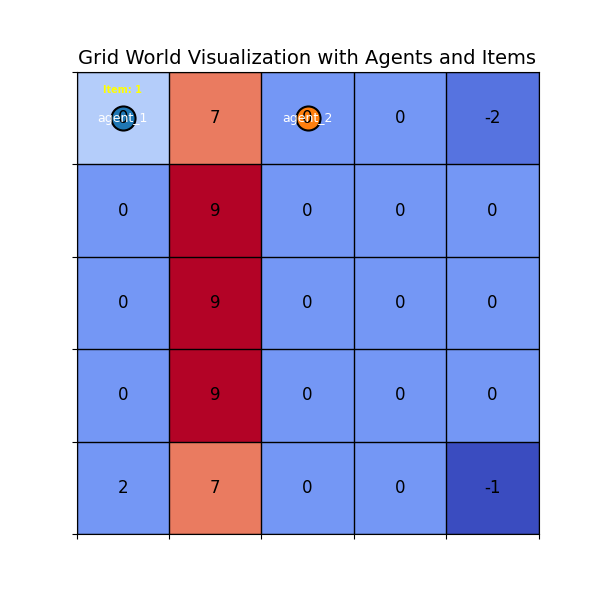 Grid World Visualization with Agents and Items
Item: 1
agent_1 7 agent_2 0 -2
0 9 0 0 0
0 9 0 0 0
0 9 0 0 0
2 7 0 0 -1